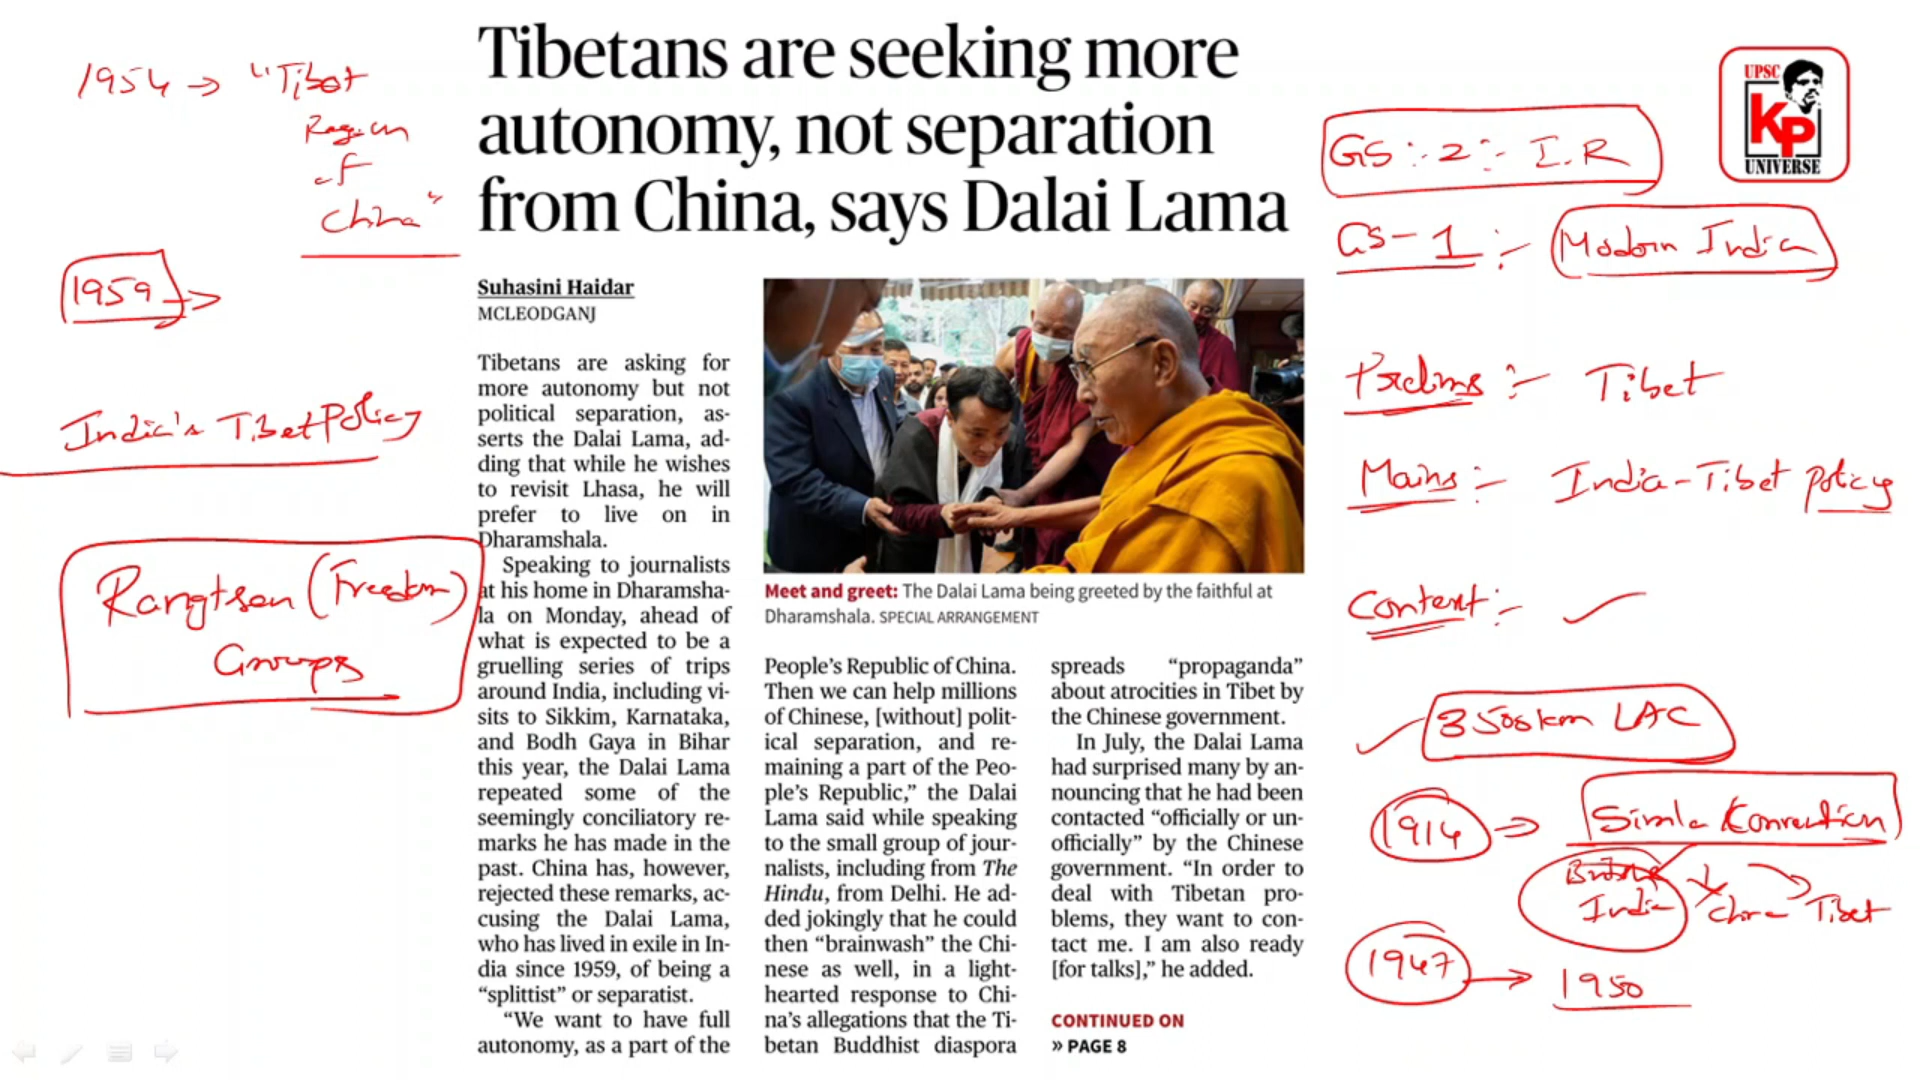 1954 → "Tibet
Region
of
China"
1959 →
India's Tibet Policy
Rangtsen (Freedom)
Groups
Tibetans are seeking more
autonomy, not separation
from China, says Dalai Lama
Suhasini Haidar
MCLEODGANJ
Tibetans are asking for
more autonomy but not
political separation, as-
serts the Dalai Lama, ad-
ding that while he wishes
to revisit Lhasa, he will
prefer to live on in
Dharamshala.
Speaking to journalists
at his home in Dharamsha-
la on Monday, ahead of
what is expected to be a
gruelling series of trips
around India, including vi-
sits to Sikkim, Karnataka,
and Bodh Gaya in Bihar
this year, the Dalai Lama
repeated some of the
seemingly conciliatory re-
marks he has made in the
past. China has, however,
rejected these remarks, ac-
cusing the Dalai Lama,
who has lived in exile in In-
dia since 1959, of being a
“splittist” or separatist.
“We want to have full
autonomy, as a part of the
Meet and greet: The Dalai Lama being greeted by the faithful at
Dharamshala. SPECIAL ARRANGEMENT
People’s Republic of China.
Then we can help millions
of Chinese, [without] polit-
ical separation, and re-
maining a part of the Peo-
ple’s Republic,” the Dalai
Lama said while speaking
to the small group of jour-
nalists, including from The
Hindu, from Delhi. He ad-
ded jokingly that he could
then “brainwash” the Chi-
nese as well, in a light-
hearted response to Chi-
na’s allegations that the Ti-
betan Buddhist diaspora
spreads “propaganda”
about atrocities in Tibet by
the Chinese government.
In July, the Dalai Lama
had surprised many by an-
nouncing that he had been
contacted “officially or un-
officially” by the Chinese
government. “In order to
deal with Tibetan pro-
blems, they want to con-
tact me. I am also ready
[for talks],” he added.
CONTINUED ON
» PAGE 8
UPSC
KP
UNIVERSE
GS :- 2 :- I.R
GS-1 :- Modern India
Prelims :- Tibet
Mains :- India-Tibet policy
Context :- ✓
✓ 3500km LAC
1914 → Simla Convention
British
India China Tibet
1947 → 1950